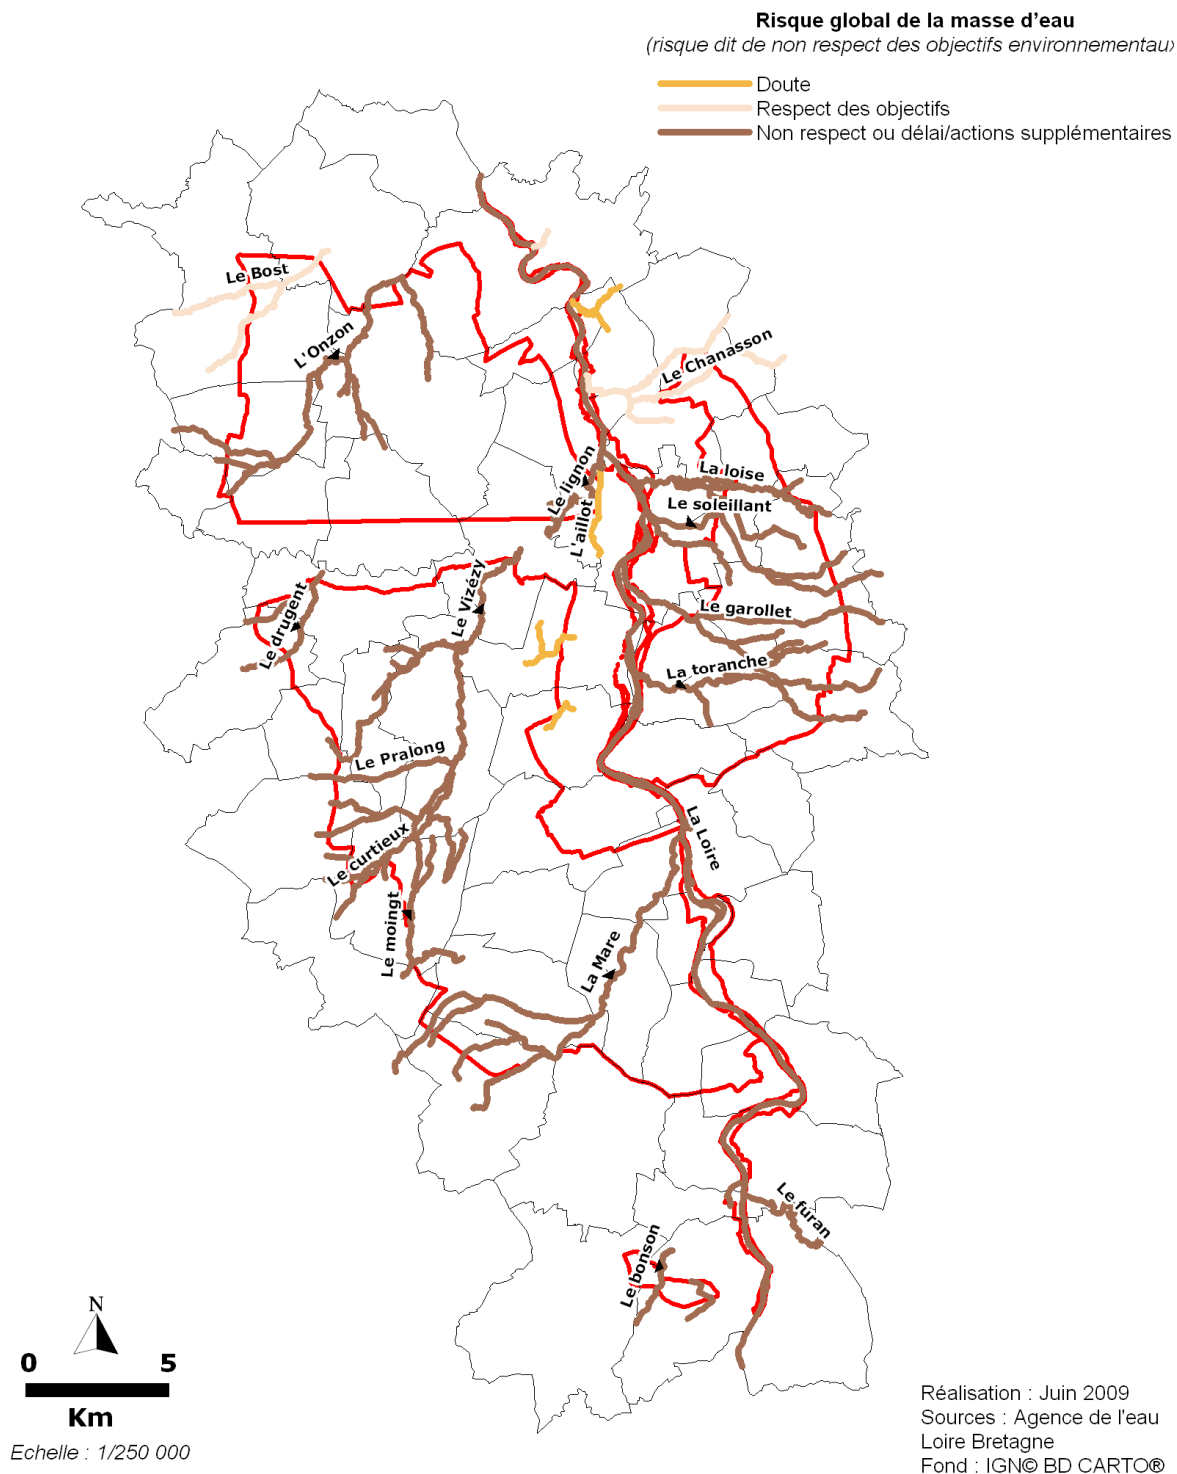 Risque global de la masse d'eau
(risque dit de non respect des objectifs environnementaux)
Doute
Respect des objectifs
Non respect ou délai/actions supplémentaires
Le Bost
L'Onzon
Le Chanasson
Le lignon
L'aillot
La loise
Le soleillant
Le Vizézy
Le drugent
Le garollet
La toranche
Le Pralong
La Loire
Le curtieux
Le moingt
La Mare
Le furan
Le bonson
N
0 5
Km
Echelle : 1/250 000
Réalisation : Juin 2009
Sources : Agence de l'eau
Loire Bretagne
Fond : IGN© BD CARTO®